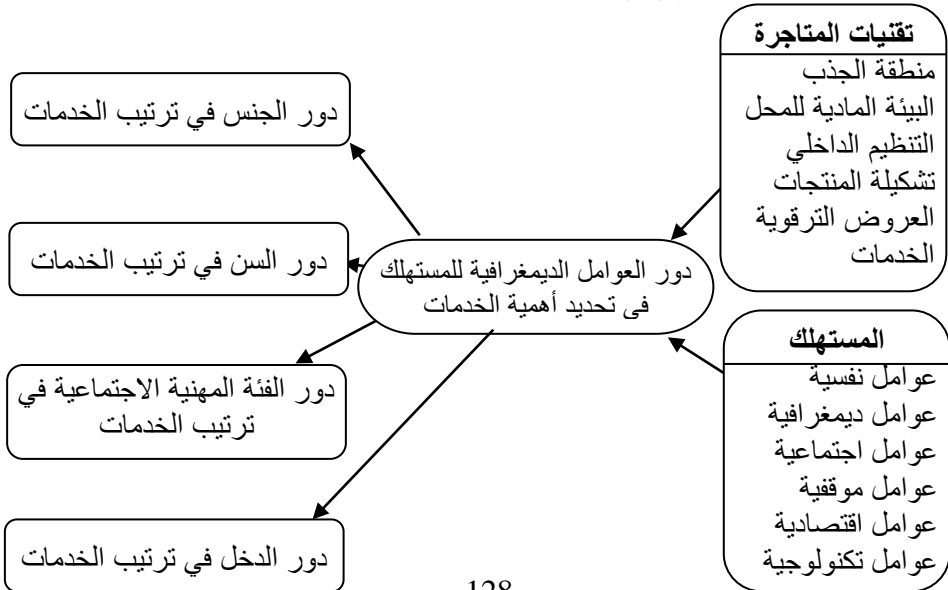 تقنيات المتاجرة
منطقة الجذب
البيئة المادية للمحل
التنظيم الداخلي
تشكيلة المنتجات
العروض الترقوية
الخدمات
المستهلك
عوامل نفسية
عوامل ديمغرافية
عوامل اجتماعية
عوامل موقفية
عوامل اقتصادية
عوامل تكنولوجية
دور العوامل الديمغرافية للمستهلك
في تحديد أهمية الخدمات
دور الجنس في ترتيب الخدمات
دور السن في ترتيب الخدمات
دور الفئة المهنية الاجتماعية في
ترتيب الخدمات
دور الدخل في ترتيب الخدمات
128